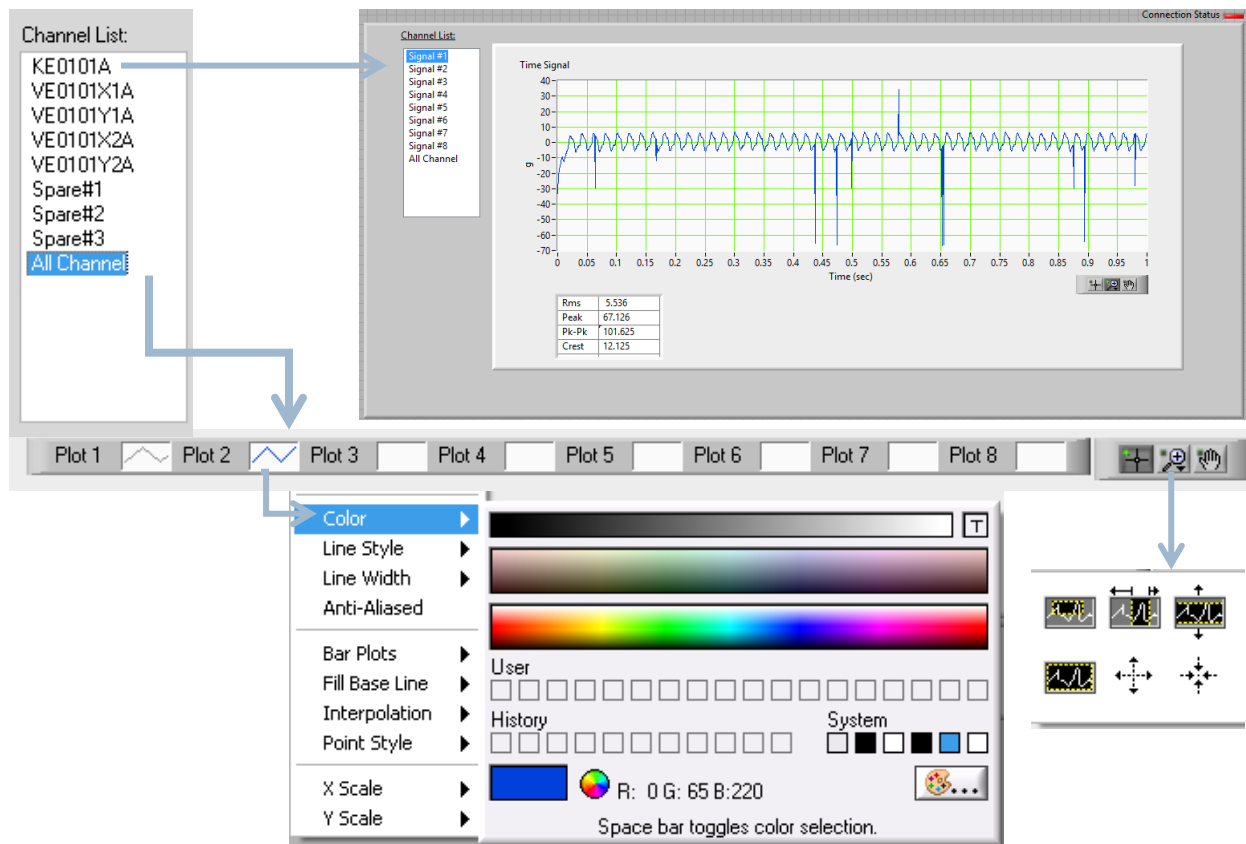 Channel List:
KE0101A
VE0101X1A
VE0101Y1A
VE0101X2A
VE0101Y2A
Spare#1
Spare#2
Spare#3
All Channel
Connection Status
Channel List:
Signal #1
Signal #2
Signal #3
Signal #4
Signal #5
Signal #6
Signal #7
Signal #8
All Channel
Time Signal
40
30
20
10
0
-10
-20
-30
-40
-50
-60
-70
g
0 0.05 0.1 0.15 0.2 0.25 0.3 0.35 0.4 0.45 0.5 0.55 0.6 0.65 0.7 0.75 0.8 0.85 0.9 0.95 1
Time (sec)
Rms 5.536
Peak 67.126
Pk-Pk 101.625
Crest 12.125
Plot 1 Plot 2 Plot 3 Plot 4 Plot 5 Plot 6 Plot 7 Plot 8
Color
Line Style
Line Width
Anti-Aliased
Bar Plots
Fill Base Line
Interpolation
Point Style
X Scale
Y Scale
T
User
History System
R: 0 G: 65 B:220
...
Space bar toggles color selection.